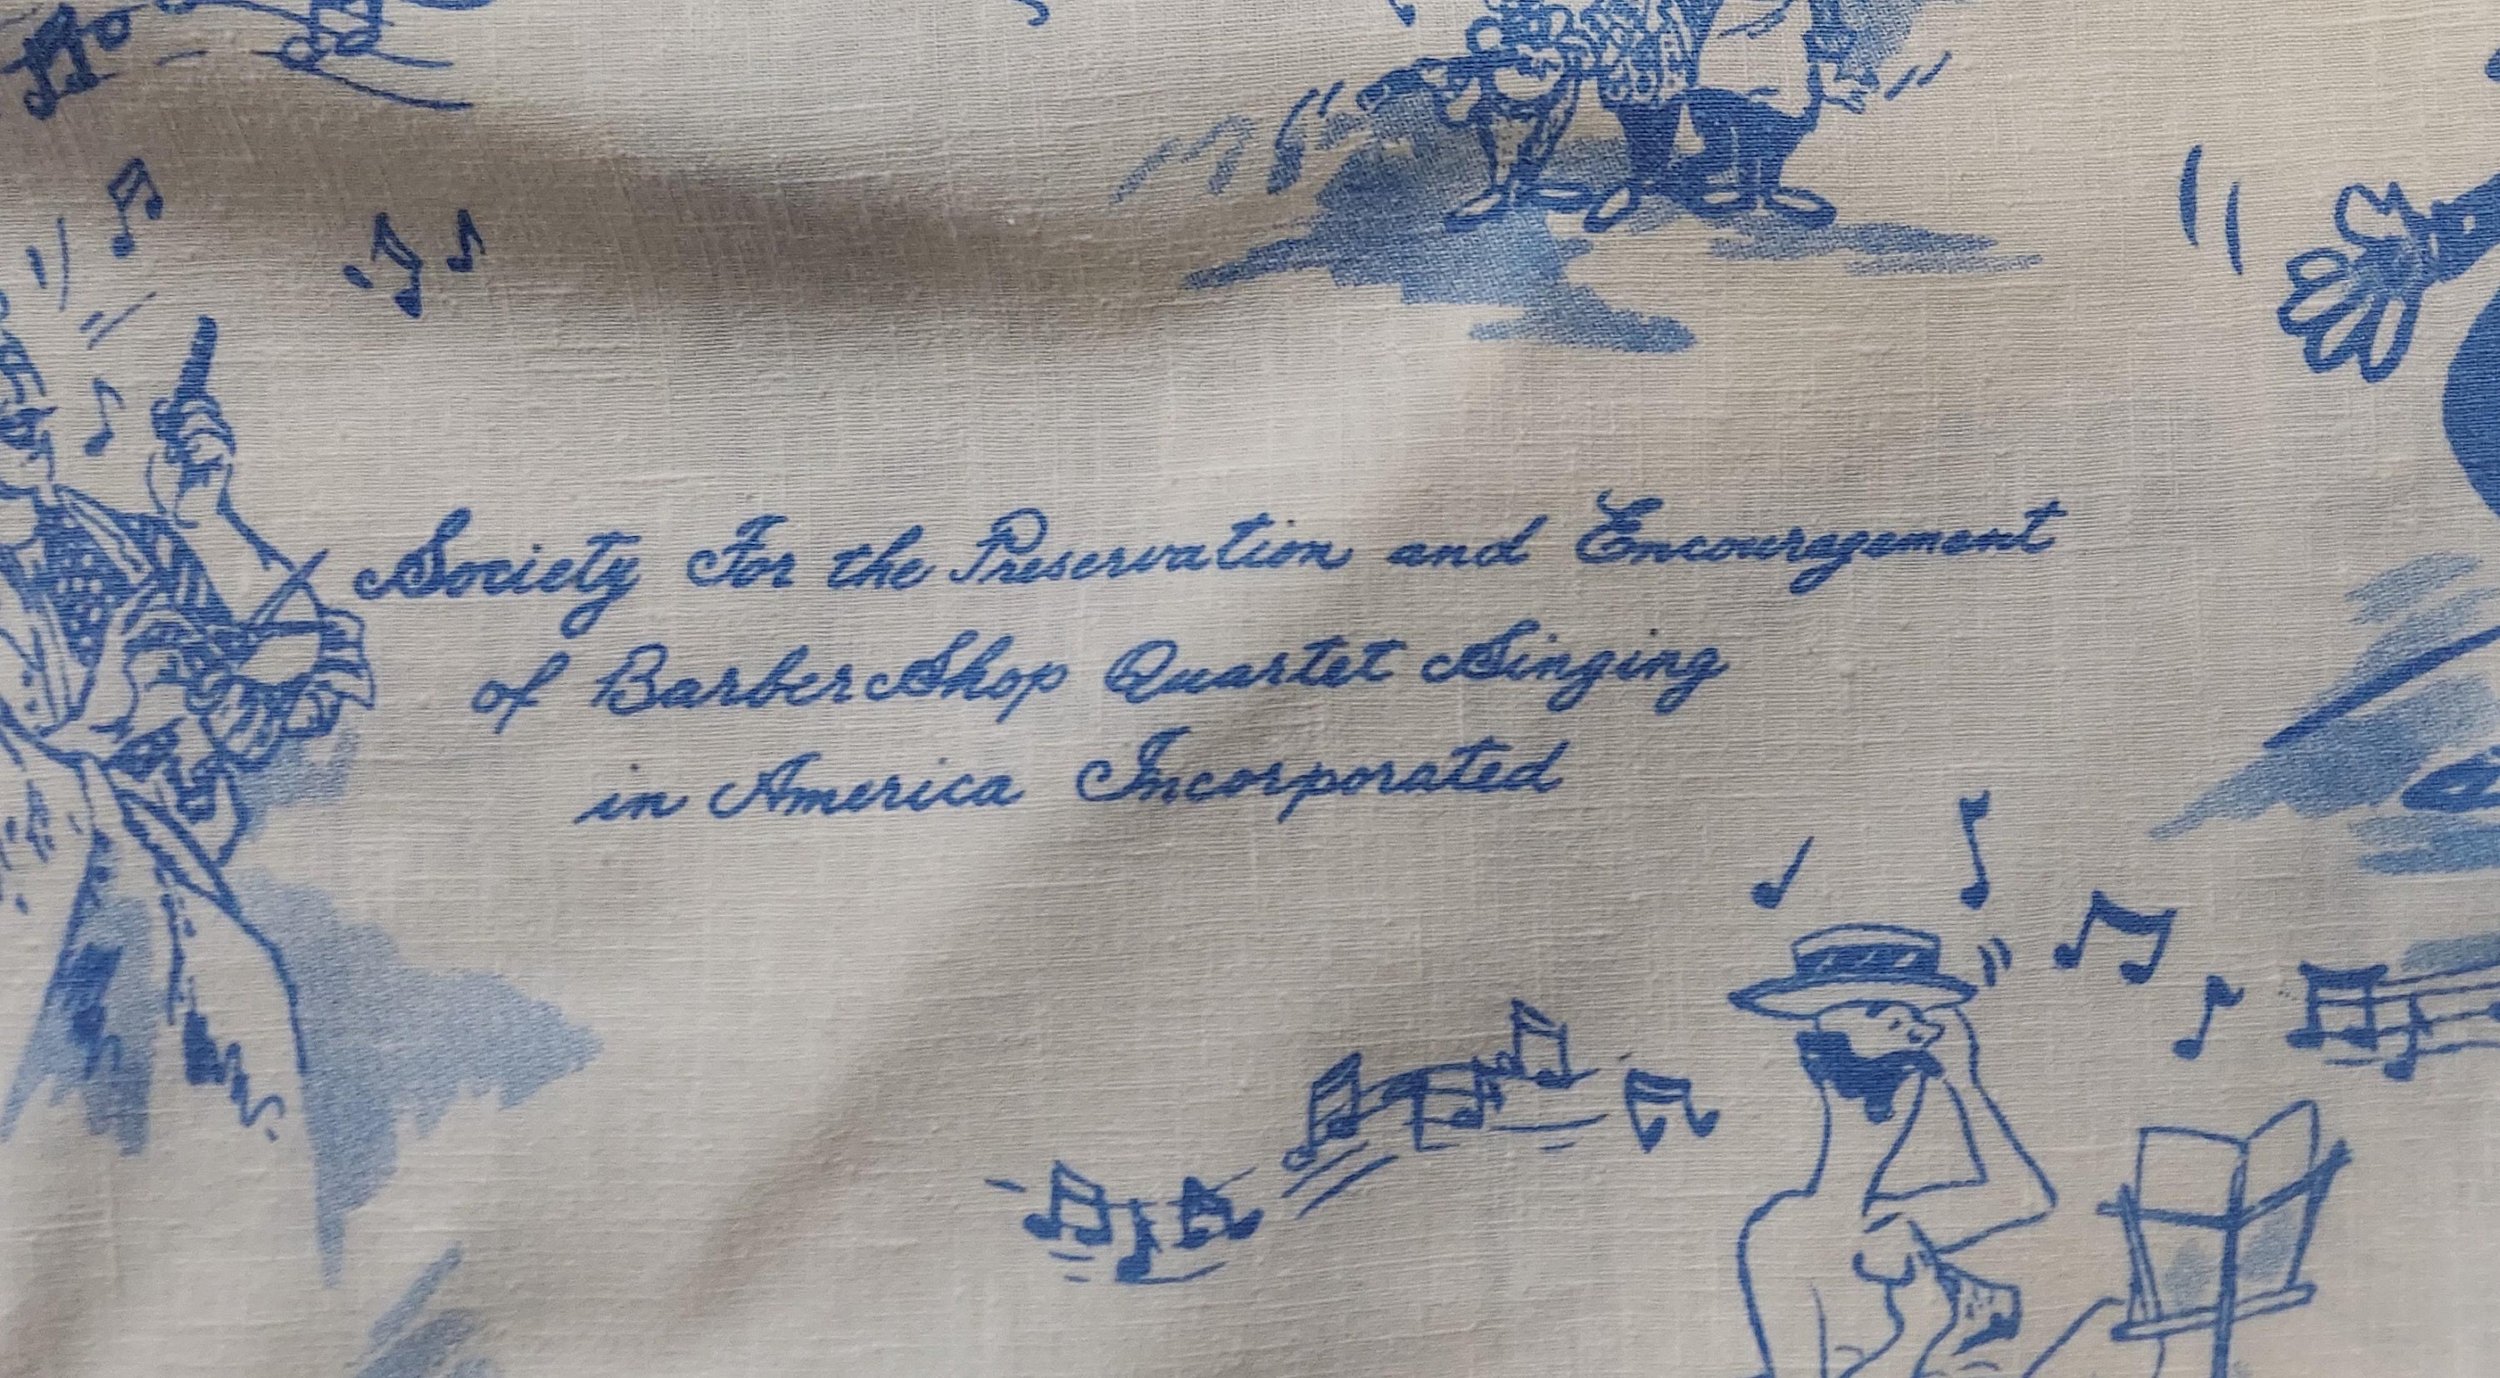 Society For the Preservation and Encouragement
of BarberShop Quartet Singing
in America Incorporated